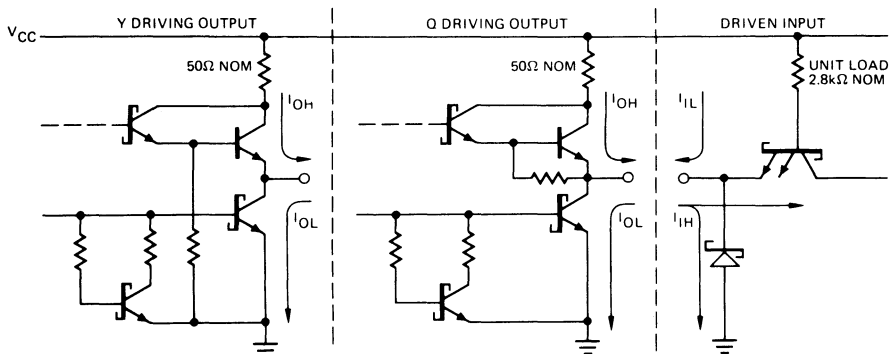 Y DRIVING OUTPUT
Q DRIVING OUTPUT
DRIVEN INPUT
VCC
50Ω NOM
50Ω NOM
UNIT LOAD
2.8kΩ NOM
IOH
IOH
IIL
IOL
IOL
IIH